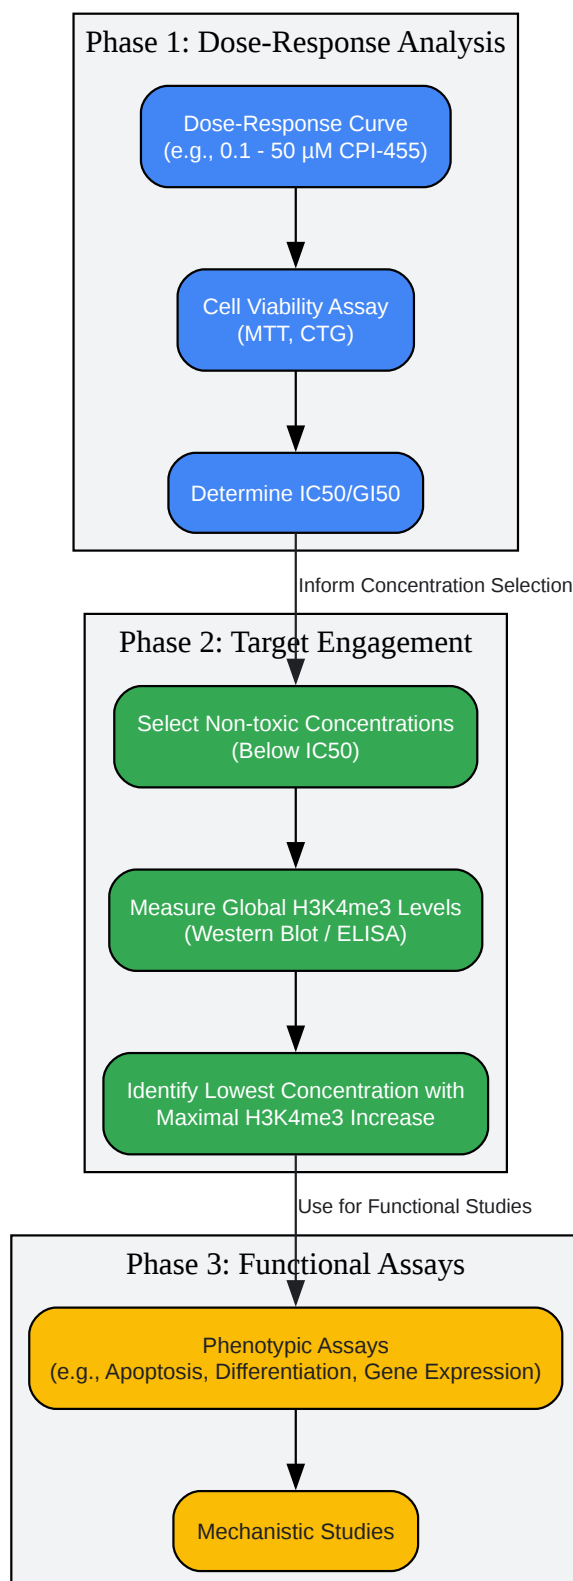 Phase 1: Dose-Response Analysis
Dose-Response Curve
(e.g., 0.1 - 50 µM CPI-455)
Cell Viability Assay
(MTT, CTG)
Determine IC50/GI50
Inform Concentration Selection
Phase 2: Target Engagement
Select Non-toxic Concentrations
(Below IC50)
Measure Global H3K4me3 Levels
(Western Blot / ELISA)
Identify Lowest Concentration with
Maximal H3K4me3 Increase
Use for Functional Studies
Phase 3: Functional Assays
Phenotypic Assays
(e.g., Apoptosis, Differentiation, Gene Expression)
Mechanistic Studies